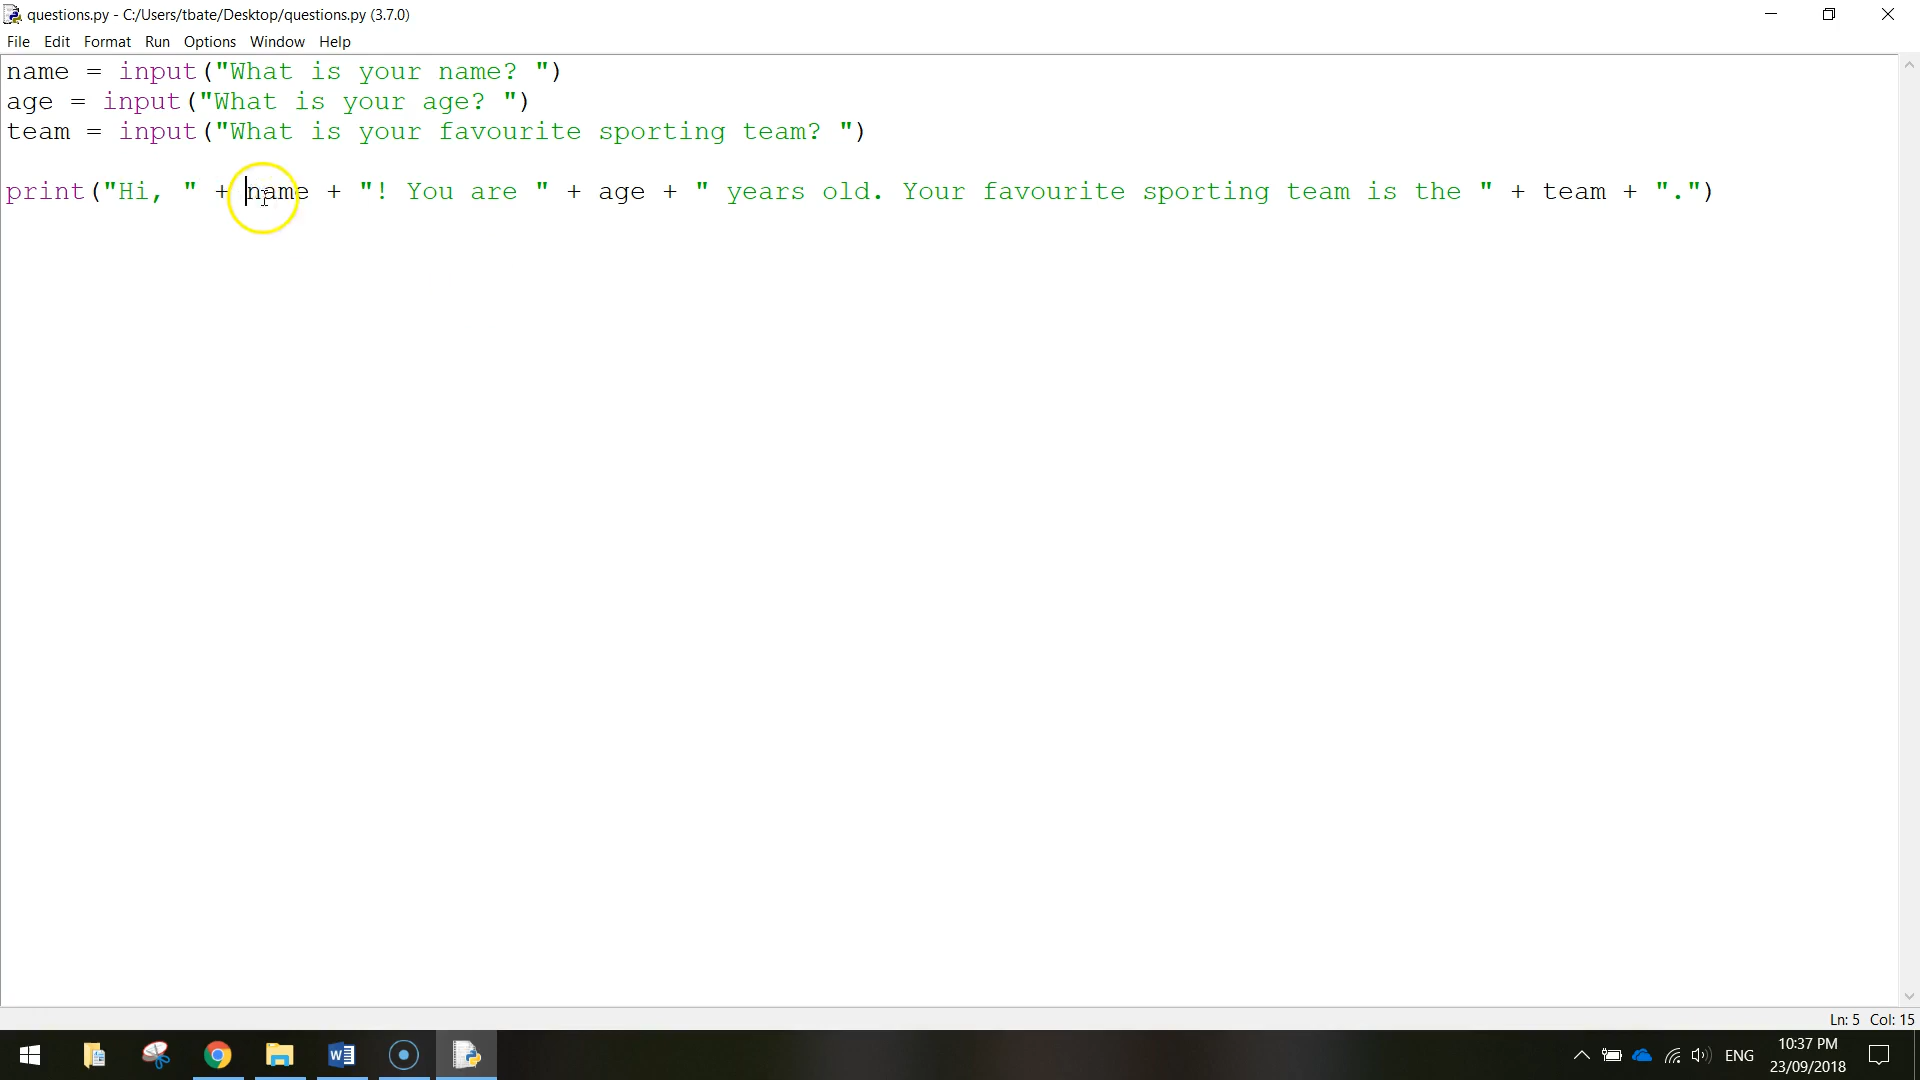 questions.py - C:/Users/tbate/Desktop/questions.py (3.7.0)
File Edit Format Run Options Window Help
name = input("What is your name? ")
age = input("What is your age? ")
team = input("What is your favourite sporting team? ")
print("Hi, " + name + "! You are " + age + " years old. Your favourite sporting team is the " + team + ".")
Ln: 5 Col: 15
ENG
10:37 PM
23/09/2018